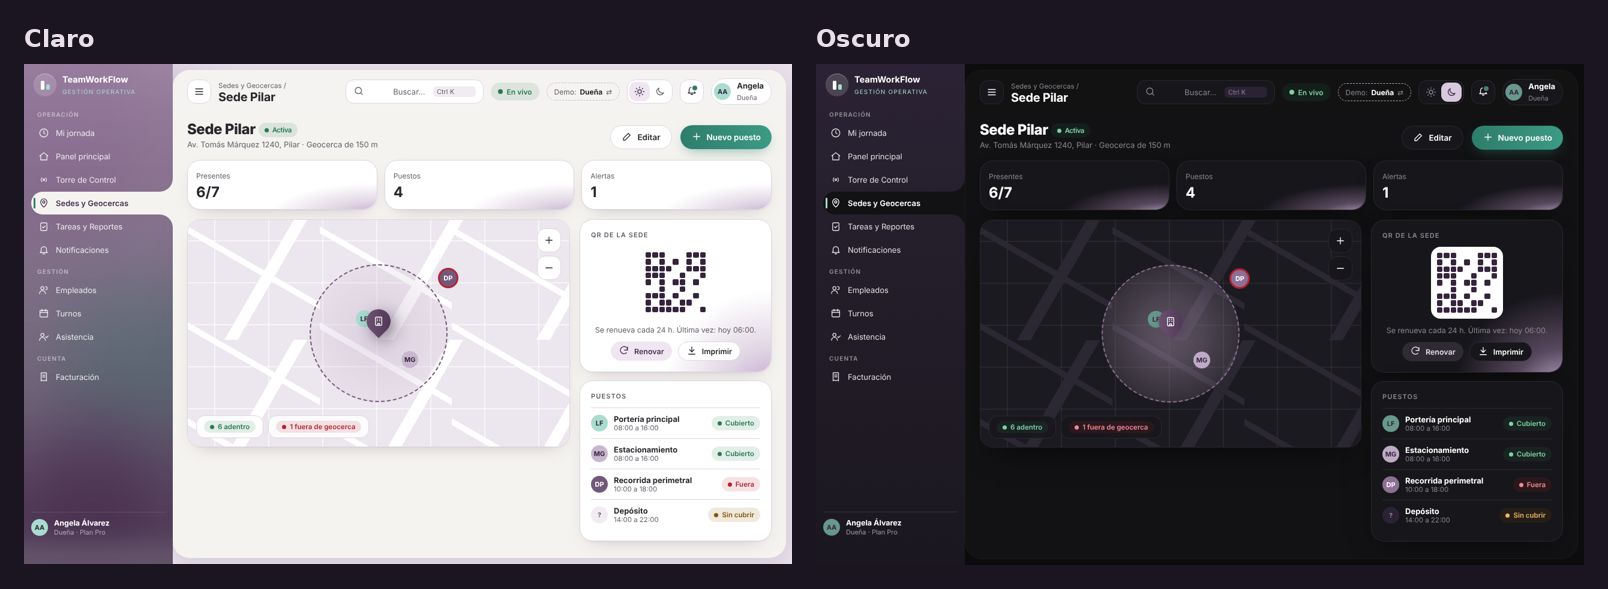 Claro
TeamWorkFlow
GESTIÓN OPERATIVA
OPERACIÓN
Mi jornada
Panel principal
Torre de Control
Sedes y Geocercas
Tareas y Reportes
Notificaciones
GESTIÓN
Empleados
Turnos
Asistencia
CUENTA
Facturación
AA
Angela Álvarez
Dueña · Plan Pro
Sedes y Geocercas /
Sede Pilar
Buscar...
Ctrl K
En vivo
Demo: Dueña
AA
Angela
Dueña
Sede Pilar
Activa
Av. Tomás Márquez 1240, Pilar · Geocerca de 150 m
Editar
Nuevo puesto
Presentes
6/7
Puestos
4
Alertas
1
+
−
DP
LF
MG
6 adentro
1 fuera de geocerca
QR DE LA SEDE
Se renueva cada 24 h. Última vez: hoy 06:00.
Renovar
Imprimir
PUESTOS
LF
Portería principal
08:00 a 16:00
Cubierto
MG
Estacionamiento
08:00 a 16:00
Cubierto
DP
Recorrida perimetral
10:00 a 18:00
Fuera
?
Depósito
14:00 a 22:00
Sin cubrir
Oscuro
TeamWorkFlow
GESTIÓN OPERATIVA
OPERACIÓN
Mi jornada
Panel principal
Torre de Control
Sedes y Geocercas
Tareas y Reportes
Notificaciones
GESTIÓN
Empleados
Turnos
Asistencia
CUENTA
Facturación
AA
Angela Álvarez
Dueña · Plan Pro
Sedes y Geocercas /
Sede Pilar
Buscar...
Ctrl K
En vivo
Demo: Dueña
AA
Angela
Dueña
Sede Pilar
Activa
Av. Tomás Márquez 1240, Pilar · Geocerca de 150 m
Editar
Nuevo puesto
Presentes
6/7
Puestos
4
Alertas
1
+
−
DP
LF
MG
6 adentro
1 fuera de geocerca
QR DE LA SEDE
Se renueva cada 24 h. Última vez: hoy 06:00.
Renovar
Imprimir
PUESTOS
LF
Portería principal
08:00 a 16:00
Cubierto
MG
Estacionamiento
08:00 a 16:00
Cubierto
DP
Recorrida perimetral
10:00 a 18:00
Fuera
?
Depósito
14:00 a 22:00
Sin cubrir